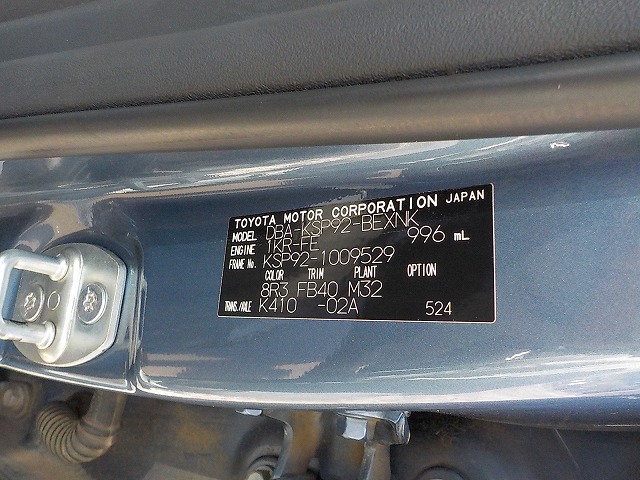 TOYOTA MOTOR CORPORATION JAPAN
MODEL DBA-KSP92-BEXNK
ENGINE 1KR-FE 996 mL
FRAME No. KSP92-1009529
COLOR TRIM PLANT OPTION
8R3 FB40 M32
TRANS./AXLE K410 -02A 524